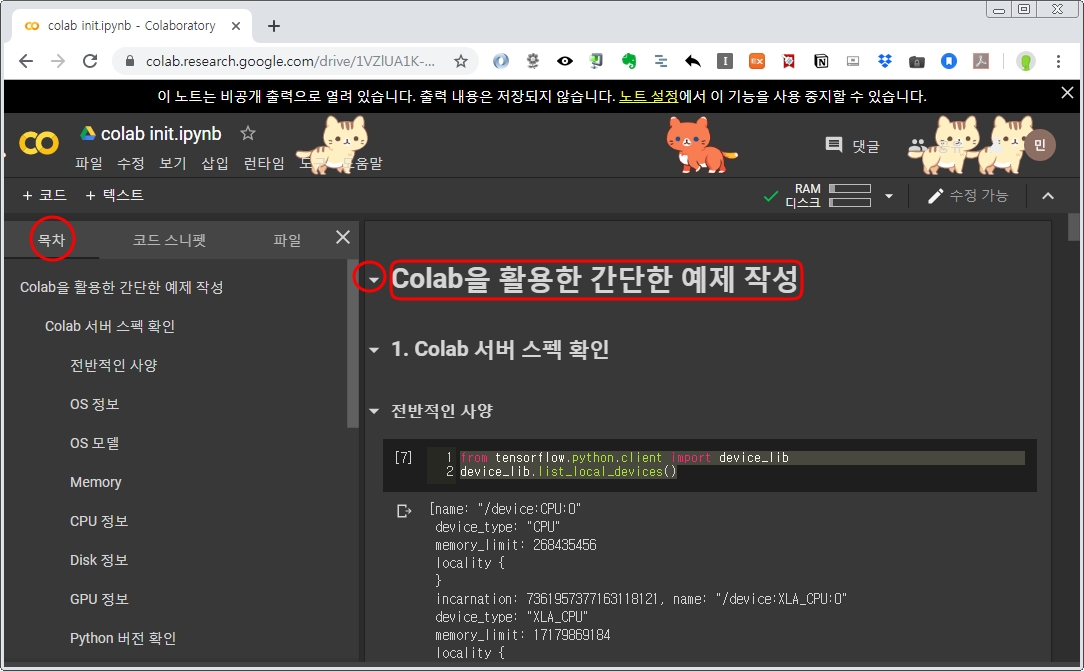 colab init.ipynb - Colaboratory
colab.research.google.com/drive/1VZlUA1K-...
이 노트는 비공개 출력으로 열려 있습니다. 출력 내용은 저장되지 않습니다. 노트 설정에서 이 기능을 사용 중지할 수 있습니다.
colab init.ipynb
파일 수정 보기 삽입 런타임
댓글
민
+ 코드 + 텍스트
RAM
디스크
수정 가능
목차 코드 스니펫 파일
Colab을 활용한 간단한 예제 작성
Colab 서버 스펙 확인
전반적인 사양
OS 정보
OS 모델
Memory
CPU 정보
Disk 정보
GPU 정보
Python 버전 확인
Colab을 활용한 간단한 예제 작성
1. Colab 서버 스펙 확인
전반적인 사양
[7]
1 from tensorflow.python.client import device_lib
2 device_lib.list_local_devices()
[name: "/device:CPU:0"
device_type: "CPU"
memory_limit: 268435456
locality {
}
incarnation: 7361957377163118121, name: "/device:XLA_CPU:0"
device_type: "XLA_CPU"
memory_limit: 17179869184
locality {